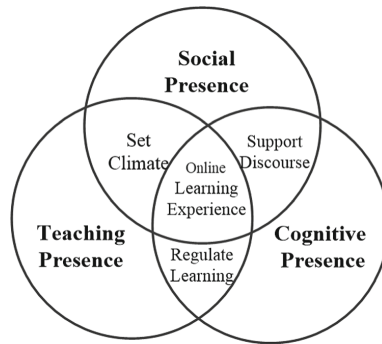 Social
Presence
Set
Climate
Support
Discourse
Online
Learning
Experience
Teaching
Presence
Cognitive
Presence
Regulate
Learning